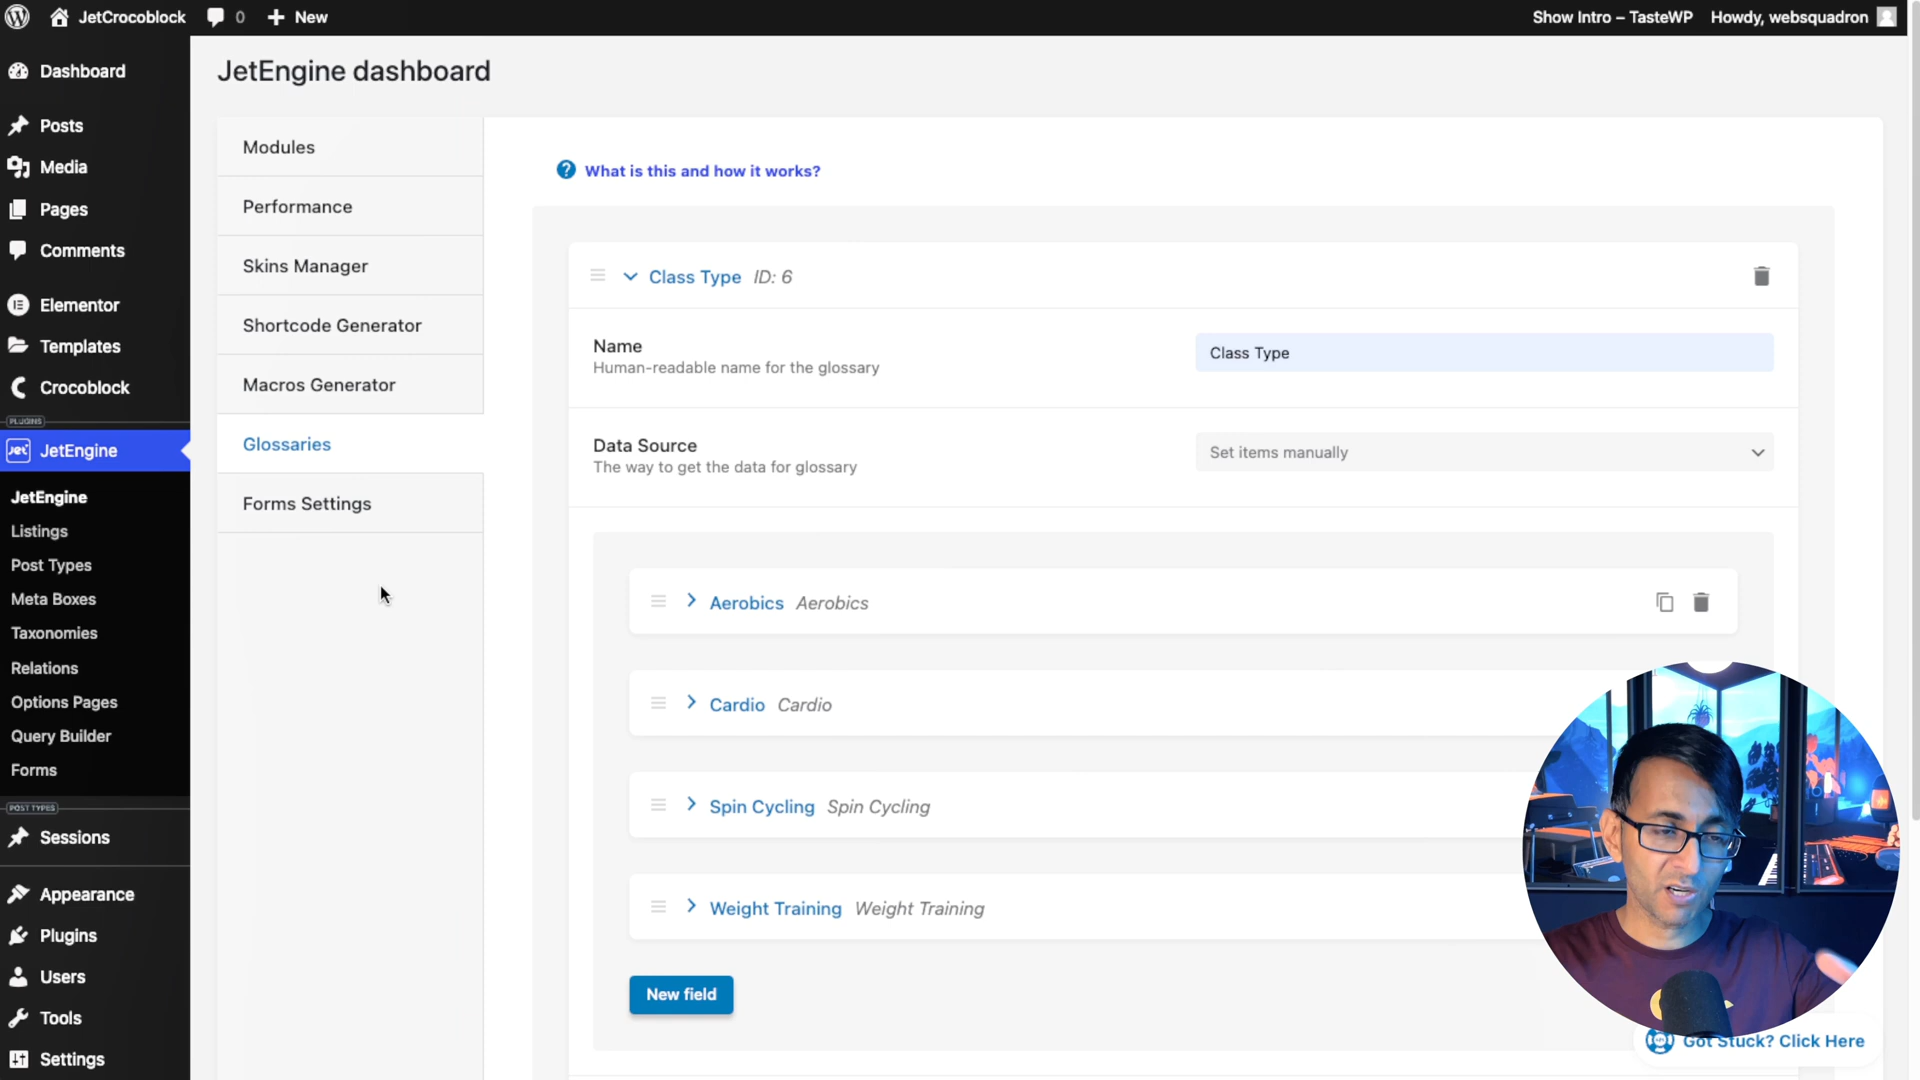 JetCrocoblock
0
New
Show Intro – TasteWP
Howdy, websquadron
Dashboard
Posts
Media
Pages
Comments
Elementor
Templates
Crocoblock
PLUGINS
Jet
JetEngine
JetEngine
Listings
Post Types
Meta Boxes
Taxonomies
Relations
Options Pages
Query Builder
Forms
POST TYPES
Sessions
Appearance
Plugins
Users
Tools
Settings
JetEngine dashboard
Modules
Performance
Skins Manager
Shortcode Generator
Macros Generator
Glossaries
Forms Settings
? What is this and how it works?
Class Type ID: 6
Name
Human-readable name for the glossary
Class Type
Data Source
The way to get the data for glossary
Set items manually
Aerobics Aerobics
Cardio Cardio
Spin Cycling Spin Cycling
Weight Training Weight Training
New field
Got Stuck? Click Here